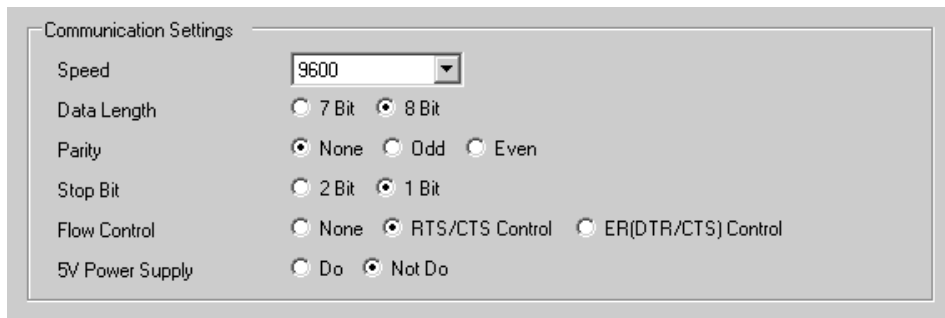 Communication Settings
Speed 9600
Data Length 7 Bit 8 Bit
Parity None Odd Even
Stop Bit 2 Bit 1 Bit
Flow Control None RTS/CTS Control ER(DTR/CTS) Control
5V Power Supply Do Not Do